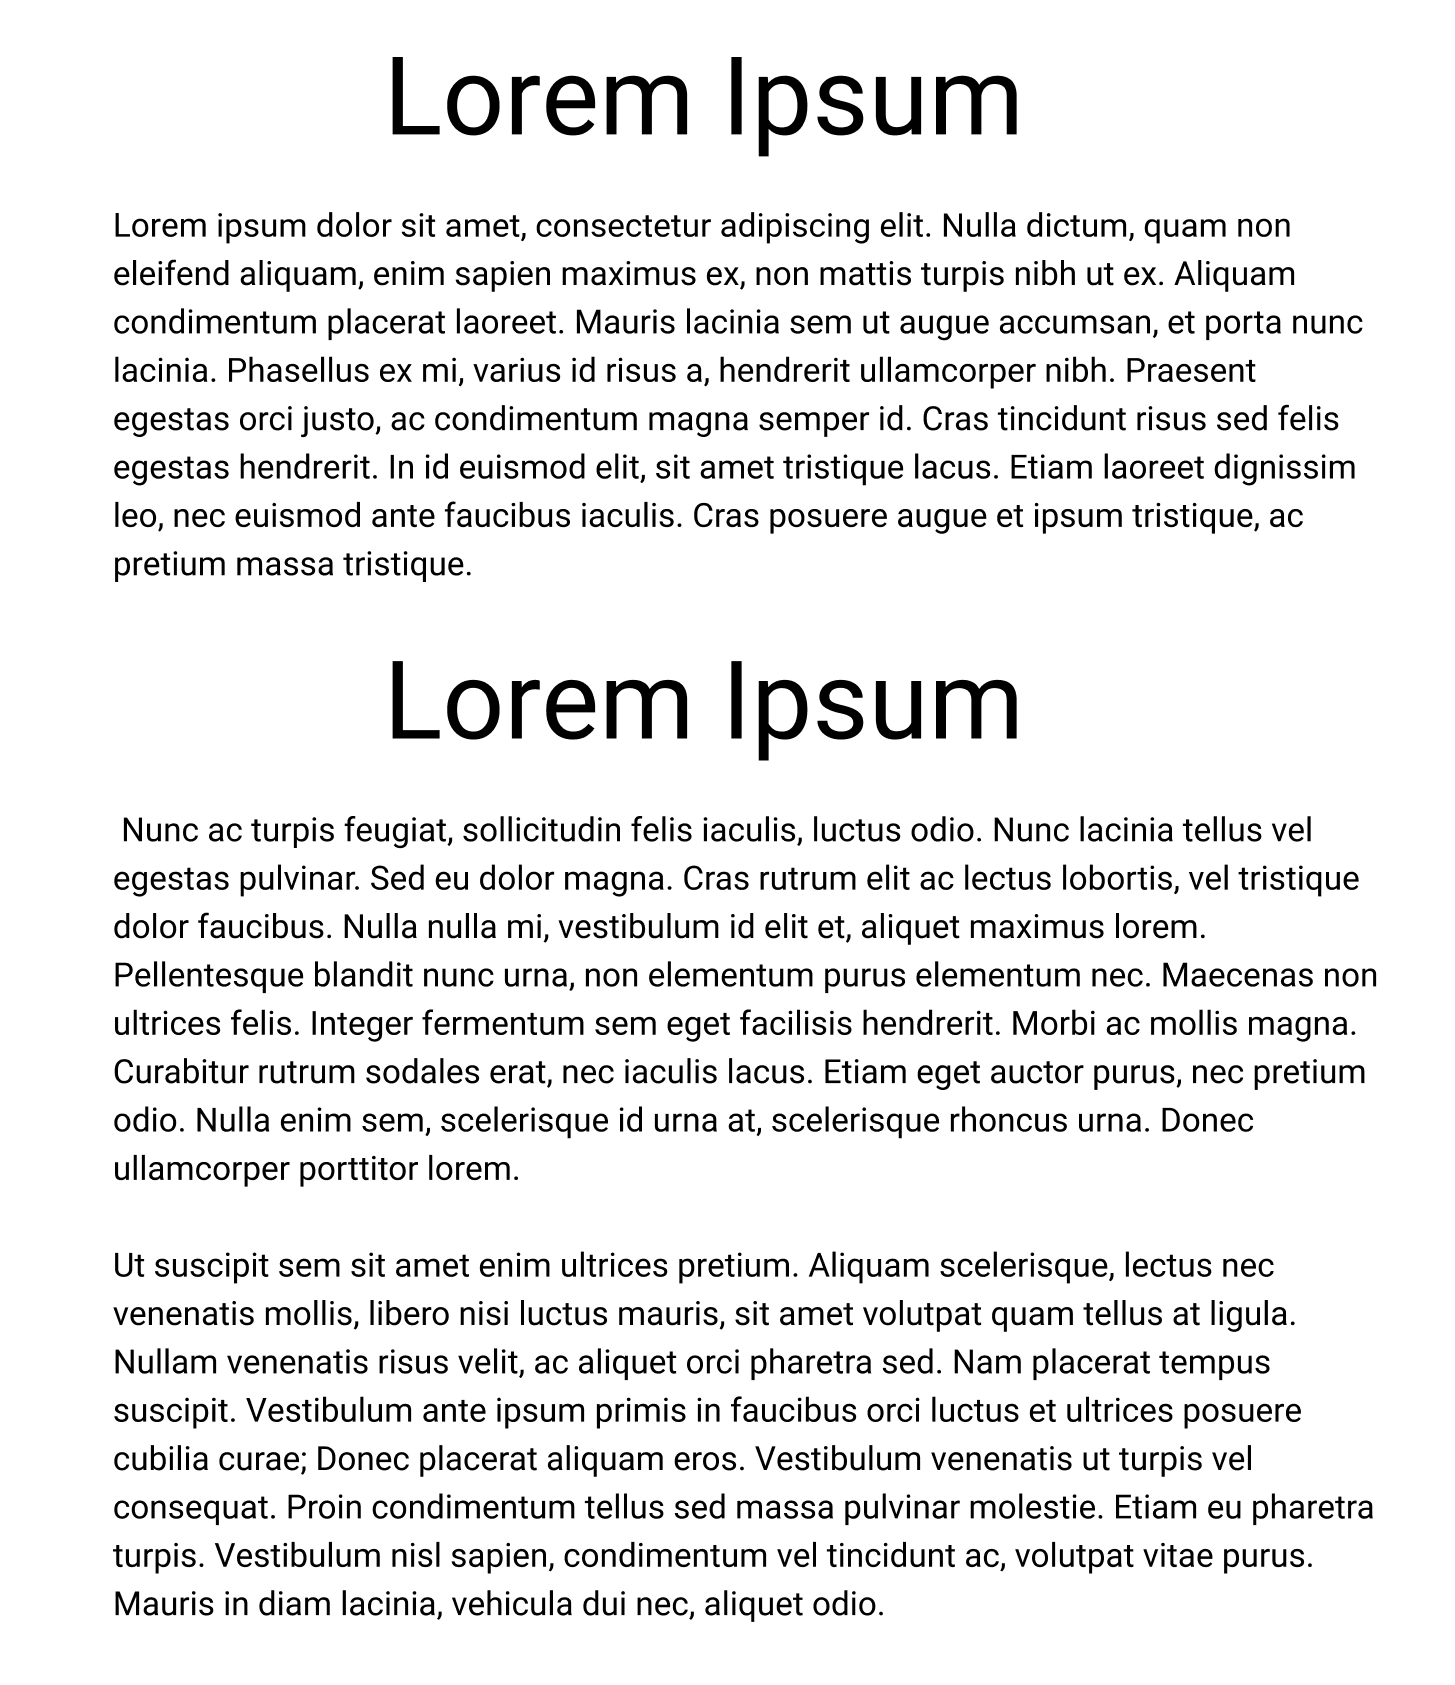 Lorem Ipsum
Lorem ipsum dolor sit amet, consectetur adipiscing elit. Nulla dictum, quam non
eleifend aliquam, enim sapien maximus ex, non mattis turpis nibh ut ex. Aliquam
condimentum placerat laoreet. Mauris lacinia sem ut augue accumsan, et porta nunc
lacinia. Phasellus ex mi, varius id risus a, hendrerit ullamcorper nibh. Praesent
egestas orci justo, ac condimentum magna semper id. Cras tincidunt risus sed felis
egestas hendrerit. In id euismod elit, sit amet tristique lacus. Etiam laoreet dignissim
leo, nec euismod ante faucibus iaculis. Cras posuere augue et ipsum tristique, ac
pretium massa tristique.
Lorem Ipsum
Nunc ac turpis feugiat, sollicitudin felis iaculis, luctus odio. Nunc lacinia tellus vel
egestas pulvinar. Sed eu dolor magna. Cras rutrum elit ac lectus lobortis, vel tristique
dolor faucibus. Nulla nulla mi, vestibulum id elit et, aliquet maximus lorem.
Pellentesque blandit nunc urna, non elementum purus elementum nec. Maecenas non
ultrices felis. Integer fermentum sem eget facilisis hendrerit. Morbi ac mollis magna.
Curabitur rutrum sodales erat, nec iaculis lacus. Etiam eget auctor purus, nec pretium
odio. Nulla enim sem, scelerisque id urna at, scelerisque rhoncus urna. Donec
ullamcorper porttitor lorem.
Ut suscipit sem sit amet enim ultrices pretium. Aliquam scelerisque, lectus nec
venenatis mollis, libero nisi luctus mauris, sit amet volutpat quam tellus at ligula.
Nullam venenatis risus velit, ac aliquet orci pharetra sed. Nam placerat tempus
suscipit. Vestibulum ante ipsum primis in faucibus orci luctus et ultrices posuere
cubilia curae; Donec placerat aliquam eros. Vestibulum venenatis ut turpis vel
consequat. Proin condimentum tellus sed massa pulvinar molestie. Etiam eu pharetra
turpis. Vestibulum nisl sapien, condimentum vel tincidunt ac, volutpat vitae purus.
Mauris in diam lacinia, vehicula dui nec, aliquet odio.